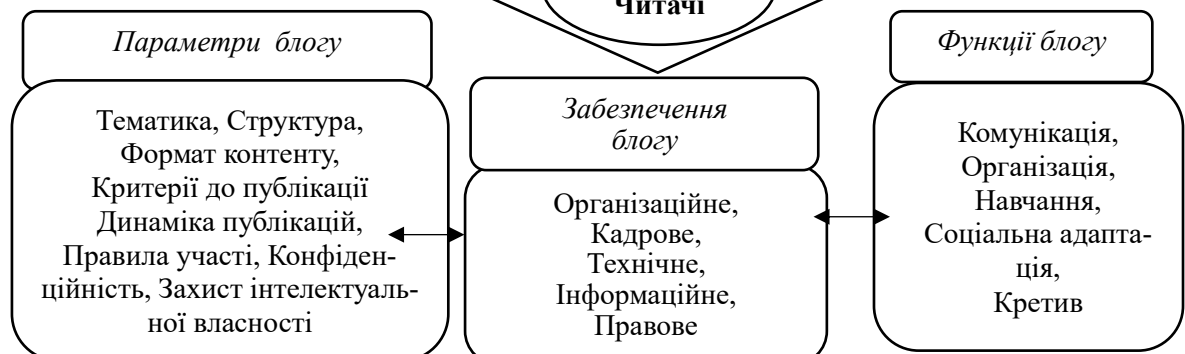 Читачі
Параметри блогу
Тематика, Структура,
Формат контенту,
Критерії до публікації
Динаміка публікацій,
Правила участі, Конфіден-
ційність, Захист інтелектуаль-
ної власності
Забезпечення
блогу
Організаційне,
Кадрове,
Технічне,
Інформаційне,
Правове
Функції блогу
Комунікація,
Організація,
Навчання,
Соціальна адапта-
ція,
Кретив